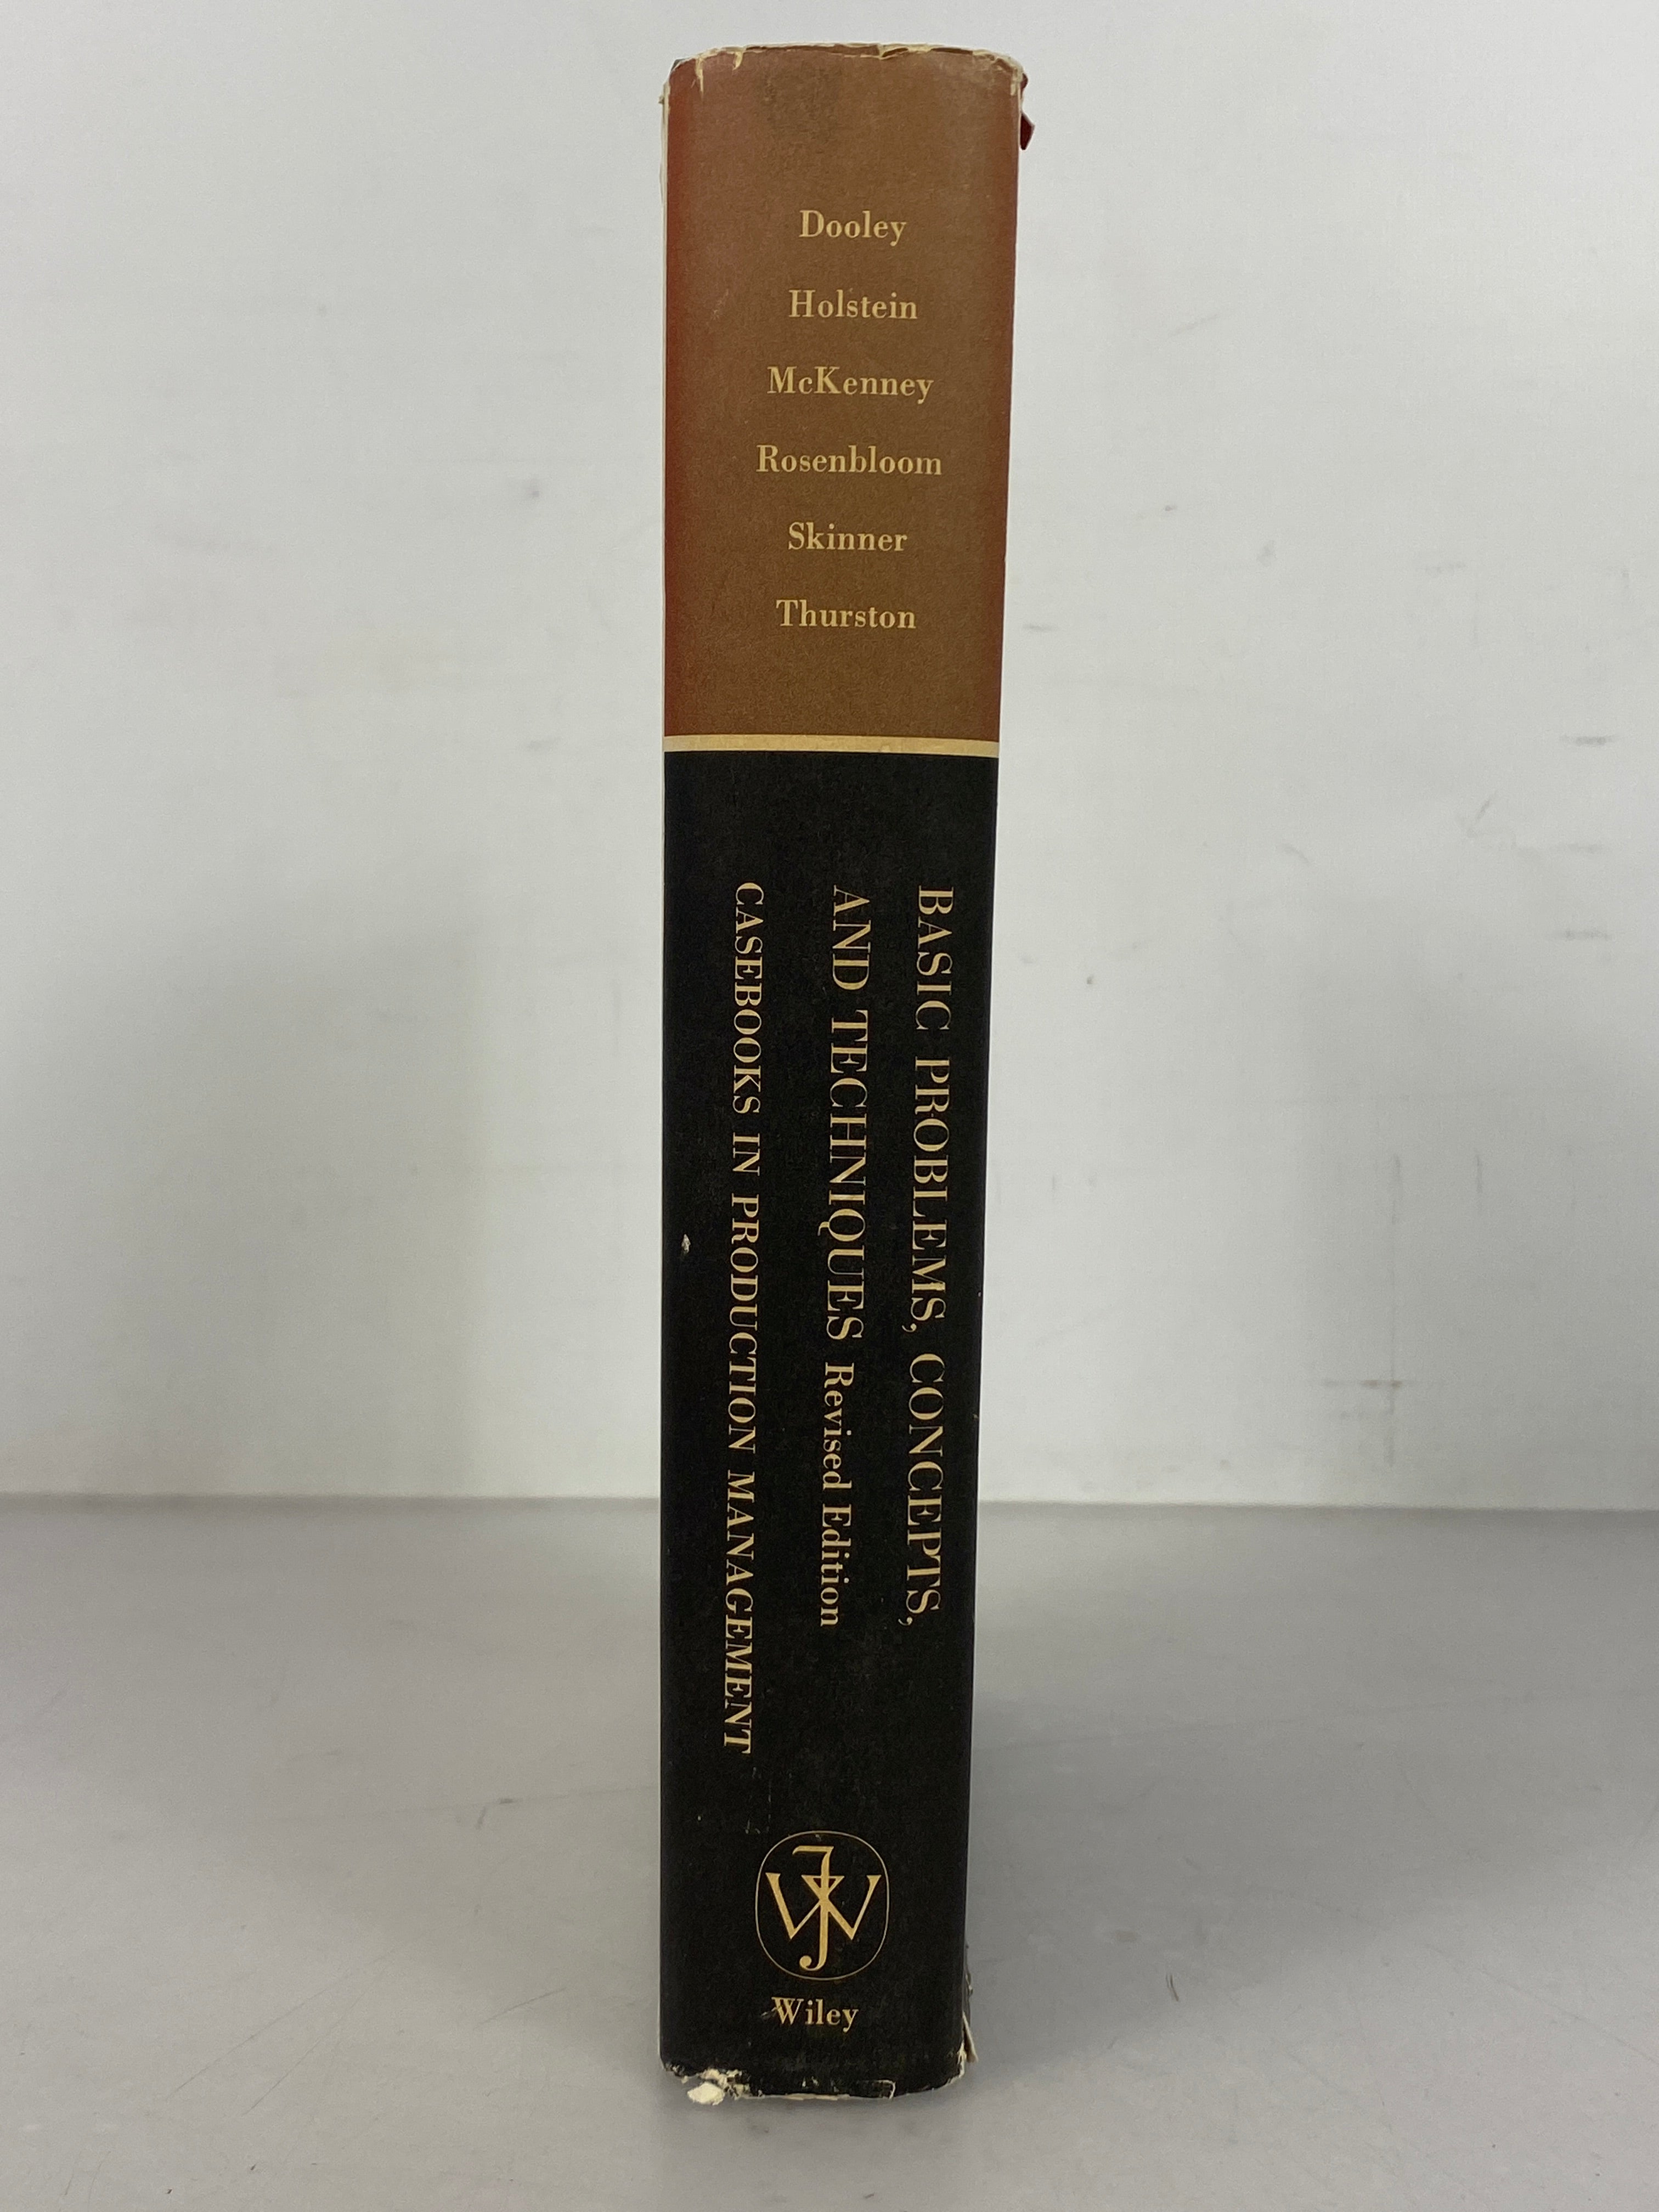 Dooley
Holstein
McKenney
Rosenbloom
Skinner
Thurston
BASIC PROBLEMS, CONCEPTS,
AND TECHNIQUES Revised Edition
CASEBOOKS IN PRODUCTION MANAGEMENT
JW
Wiley